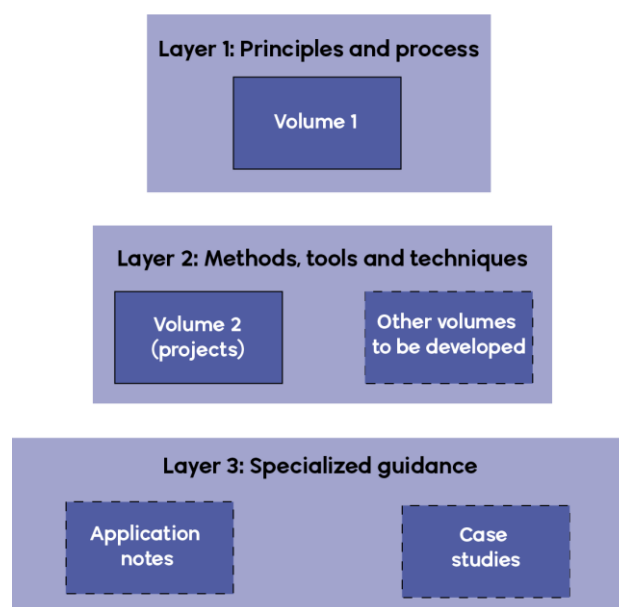 Layer 1: Principles and process
Volume 1
Layer 2: Methods, tools and techniques
Volume 2
(projects)
Other volumes
to be developed
Layer 3: Specialized guidance
Application
notes
Case
studies